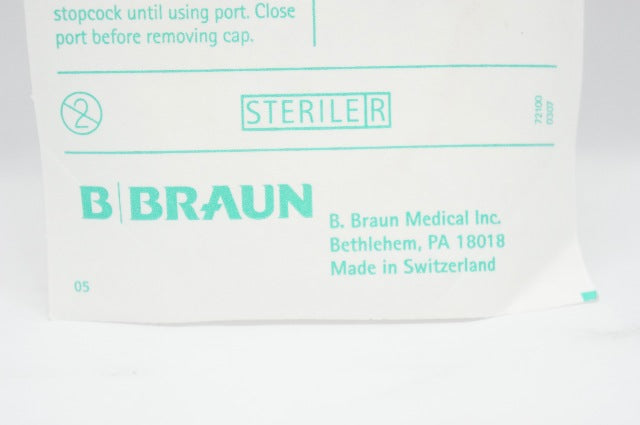 stopcock until using port. Close
port before removing cap.
2
STERILE R
72100
0307
B BRAUN
B. Braun Medical Inc.
Bethlehem, PA 18018
Made in Switzerland
05